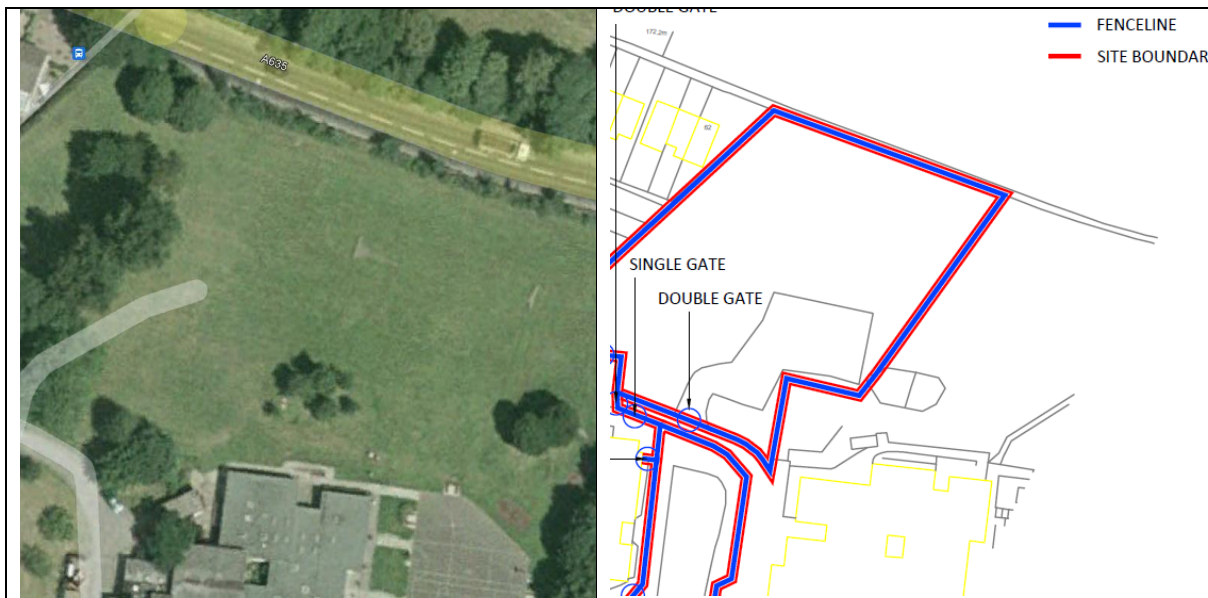 A635
DOUBLE GATE
172.2m
62
FENCELINE
SITE BOUNDAR
SINGLE GATE
DOUBLE GATE